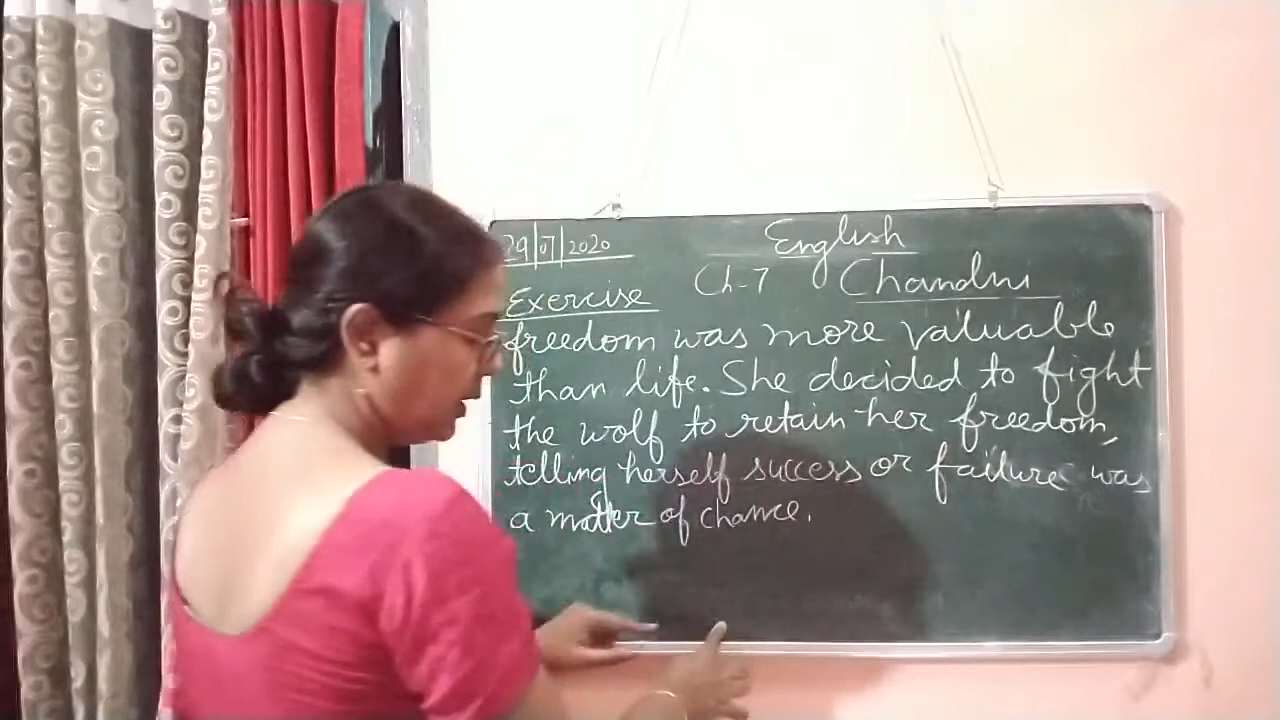 29/07/2020 English
Ch-7 Chandni
Exercise
freedom was more valuable
than life. She decided to fight
the wolf to retain her freedom,
telling herself success or failure was
a matter of chance.